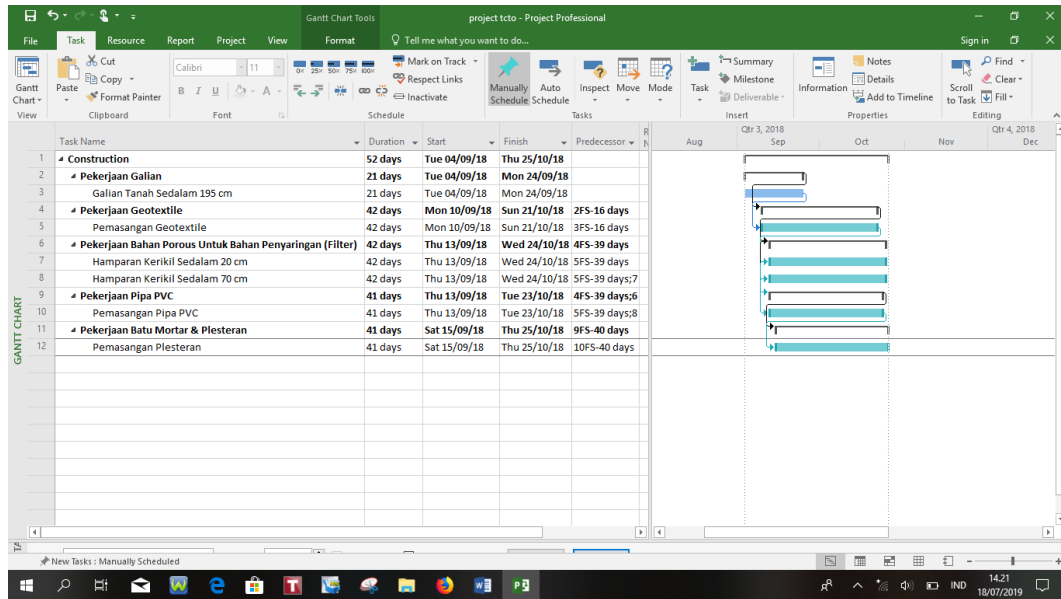 Gantt Chart Tools
project tcto - Project Professional
File Task Resource Report Project View Format Tell me what you want to do... Sign in
Gantt Chart
Paste
Cut
Copy
Format Painter
Calibri 11
B I U A
0× 25× 50× 75× 100×
Mark on Track
Respect Links
Inactivate
Manually Schedule
Auto Schedule
Inspect Move Mode
Task
Summary
Milestone
Deliverable
Information
Notes
Details
Add to Timeline
Scroll to Task
Find
Clear
Fill
View Clipboard Font Schedule Tasks Insert Properties Editing
Qtr 3, 2018 Qtr 4, 2018
Task Name Duration Start Finish Predecessor Aug Sep Oct Nov Dec
1 Construction 52 days Tue 04/09/18 Thu 25/10/18
2 Pekerjaan Galian 21 days Tue 04/09/18 Mon 24/09/18
3 Galian Tanah Sedalam 195 cm 21 days Tue 04/09/18 Mon 24/09/18
4 Pekerjaan Geotextile 42 days Mon 10/09/18 Sun 21/10/18 2FS-16 days
5 Pemasangan Geotextile 42 days Mon 10/09/18 Sun 21/10/18 3FS-16 days
6 Pekerjaan Bahan Porous Untuk Bahan Penyaringan (Filter) 42 days Thu 13/09/18 Wed 24/10/18 4FS-39 days
7 Hamparan Kerikil Sedalam 20 cm 42 days Thu 13/09/18 Wed 24/10/18 5FS-39 days
8 Hamparan Kerikil Sedalam 70 cm 42 days Thu 13/09/18 Wed 24/10/18 5FS-39 days;7
9 Pekerjaan Pipa PVC 41 days Thu 13/09/18 Tue 23/10/18 4FS-39 days;6
10 Pemasangan Pipa PVC 41 days Thu 13/09/18 Tue 23/10/18 5FS-39 days;8
11 Pekerjaan Batu Mortar & Plesteran 41 days Sat 15/09/18 Thu 25/10/18 9FS-40 days
12 Pemasangan Plesteran 41 days Sat 15/09/18 Thu 25/10/18 10FS-40 days
GANTT CHART
New Tasks : Manually Scheduled
IND
14.21
18/07/2019